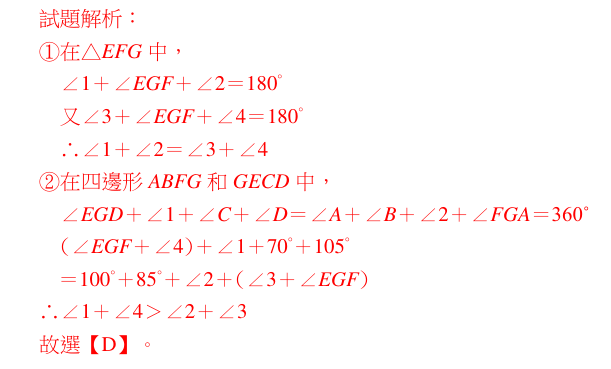 試題解析：
①在△EFG 中，
∠1＋∠EGF＋∠2＝180°
又∠3＋∠EGF＋∠4＝180°
∴∠1＋∠2＝∠3＋∠4
②在四邊形 ABFG 和 GECD 中，
∠EGD＋∠1＋∠C＋∠D＝∠A＋∠B＋∠2＋∠FGA＝360°
（∠EGF＋∠4）＋∠1＋70°＋105°
＝100°＋85°＋∠2＋（∠3＋∠EGF）
∴∠1＋∠4＞∠2＋∠3
故選【D】。